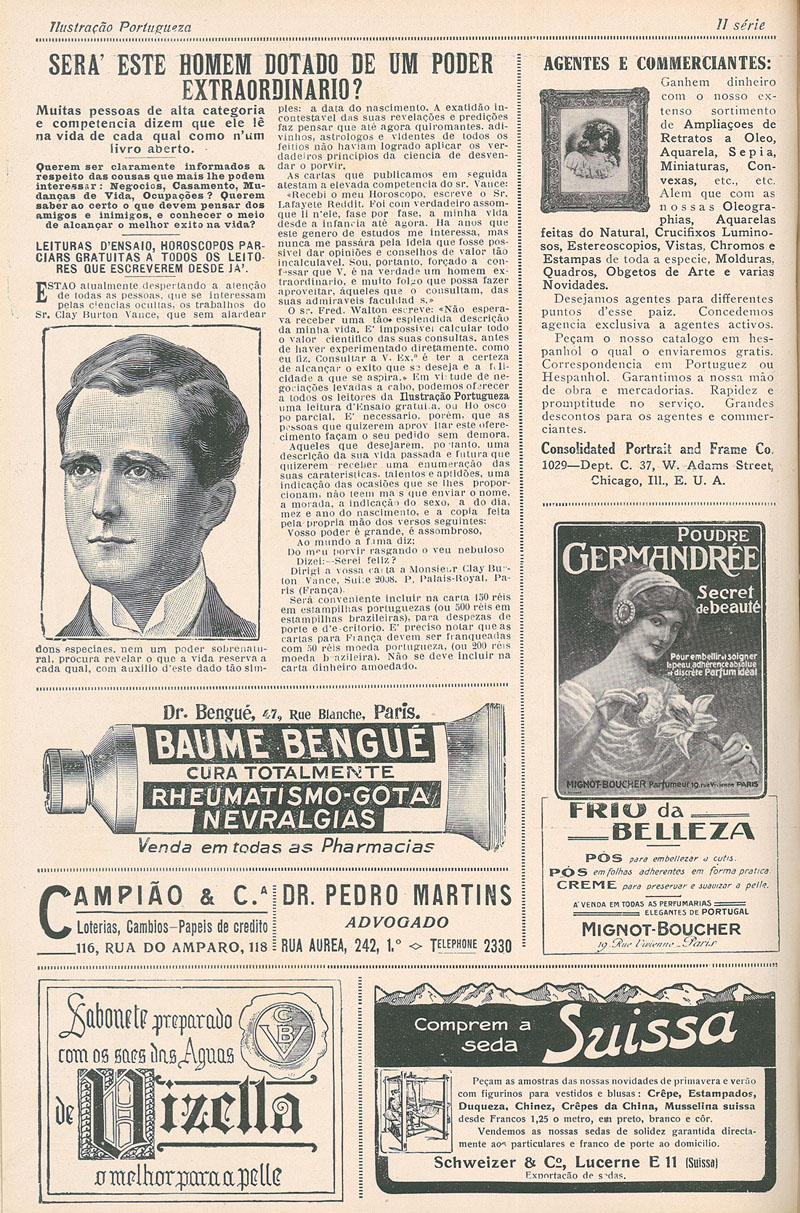 Ilustração Portugueza
II série
SERA' ESTE HOMEM DOTADO DE UM PODER
EXTRAORDINARIO?
Muitas pessoas de alta categoria
e competencia dizem que ele lê
na vida de cada qual como n'um
livro aberto.
Querem ser claramente informados a
respeito das cousas que mais lhe podem
interessar: Negocios, Casamento, Mu-
danças de Vida, Ocupações? Querem
saber ao certo o que devem pensar dos
amigos e inimigos, e conhecer o meio
de alcançar o melhor exito na vida?
LEITURAS D'ENSAIO, HOROSCOPOS PAR-
CIARS GRATUITAS A TODOS OS LEITO-
RES QUE ESCREVEREM DESDE JA'.
ESTAO atualmente despertando a atenção
de todas as pessoas, que se interessam
pelas ciencias ocultas, os trabalhos do
Sr. Clay Burton Vance, que sem alardear
dons especiaes, nem um poder sobrenatu-
ral, procura revelar o que a vida reserva a
cada qual, com auxilio d'este dado tão sim-
ples: a data do nascimento. A exatidão in-
contestavel das suas revelações e predições
faz pensar que até agora quiromantes, adi-
vinhos, astrologos e videntes de todos os
feitios não haviam logrado aplicar os ver-
dadeiros principios da ciencia de desven-
dar o porvir.
As cartas que publicamos em seguida
atestam a elevada competencia do sr. Vance:
«Recebi o meu Horoscopo, escreve o Sr.
Lafayete Reddit. Foi com verdadeiro assom-
bro que li n'ele, fase por fase, a minha vida
desde a infancia até agora. Ha anos que
este genero de estudos me interessa, mas
nunca me passára pela ideia que fosse pos-
sivel dar opiniões e conselhos de valor tão
incalculavel. Sou, portanto, forçado a con-
fessar que V. é na verdade um homem ex-
traordinario, e muito folgo que possa fazer
aproveitar, áqueles que o consultam, das
suas admiraveis faculdad s.»
O sr. Fred. Walton escreve: «Não espera-
va receber uma tão esplendida descrição
da minha vida. E' impossivel calcular todo
o valor cientifico das suas consultas, antes
de haver experimentado diretamente, como
eu fiz. Consultar a V. Ex.ª é ter a certeza
de alcançar o exito que se deseja e a feli-
cidade a que se aspira.» Em virtude de ne-
gociações levadas a cabo, podemos oferecer
a todos os leitores da Ilustração Portugueza
uma leitura d'Ensaio gratuita, ou Horosco
po parcial. E' necessario, porém, que as
pessoas que quizerem aproveitar este ofere-
cimento façam o seu pedido sem demora.
Aqueles que desejarem, portanto, uma
descrição da sua vida passada e futura que
quizerem receber uma enumeração das
suas carateristicas, talentos e aptidões, uma
indicação das ocasiões que se lhes propor-
cionam, não teem mais que enviar o nome,
a morada, a indicação do sexo, a do dia,
mez e ano do nascimento, e a copia feita
pela propria mão dos versos seguintes:
Vosso poder é grande, é assombroso,
Ao mundo a fama diz;
Do meu porvir rasgando o veu nebuloso
Dizei:—Serei feliz?
Dirigi a vossa carta a Monsieur Clay Bur-
ton Vance, Suite 2098. P. Palais-Royal, Pa-
ris (França).
Será conveniente incluir na carta 150 réis
em estampilhas portuguezas (ou 500 réis em
estampilhas brazileiras), para despezas de
porte e d'e-critorio. E' preciso notar que as
cartas para França devem ser franqueadas
com 50 réis moeda portugueza, (ou 200 réis
moeda brazileira). Não se deve incluir na
carta dinheiro amoedado.
AGENTES E COMMERCIANTES:
Ganhem dinheiro
com o nosso ex-
tenso sortimento
de Ampliações de
Retratos a Oleo,
Aquarela, Sepia,
Miniaturas, Con-
vexas, etc., etc.
Alem que com as
nossas Oleogra-
phias, Aquarelas
feitas do Natural, Crucifixos Lumino-
sos, Estereoscopios, Vistas, Chromos e
Estampas de toda a especie, Molduras,
Quadros, Obgetos de Arte e varias
Novidades.
Desejamos agentes para differentes
puntos d'esse paiz. Concedemos
agencia exclusiva a agentes activos.
Peçam o nosso catalogo em hes-
panhol o qual o enviaremos gratis.
Correspondencia em Portuguez ou
Hespanhol. Garantimos a nossa mão
de obra e mercadorias. Rapidez e
promptitude no serviço. Grandes
descontos para os agentes e commer-
ciantes.
Consolidated Portrait and Frame Co.
1029—Dept. C. 37, W. Adams Street,
Chicago, Ill., E. U. A.
POUDRE
GERMANDRÉE
Secret
de beauté
Pour embellir et soigner
la peau, adhérence absolue
et discrète Parfum idéal
MIGNOT-BOUCHER Parfumeur 19, rue Vivienne PARIS
FRIU da
BELLEZA
PÓS para embellezar a cutis.
PÓS em folhas adherentes em forma pratica.
CREME para preservar e suavizar a pelle.
A' VENDA EM TODAS AS PERFUMARIAS
ELEGANTES DE PORTUGAL
MIGNOT-BOUCHER
19, Rue Vivienne - Paris
Dr. Bengué, 47, Rue Blanche, Paris.
BAUME BENGUÉ
CURA TOTALMENTE
RHEUMATISMO-GOTA
NEVRALGIAS
Venda em todas as Pharmacias
CAMPIÃO & C.ª
Loterias, Cambios—Papeis de credito
116, RUA DO AMPARO, 118
DR. PEDRO MARTINS
ADVOGADO
RUA AUREA, 242, 1.° <> TELEPHONE 2330
Sabonete preparado
com os saes das Aguas
de Vizella
o melhor para a pelle
CVB
Comprem a
seda
Suissa
Peçam as amostras das nossas novidades de primavera e verão
com figurinos para vestidos e blusas: Crêpe, Estampados,
Duqueza, Chinez, Crêpes da China, Musselina suissa
desde Francos 1,25 o metro, em preto, branco e côr.
Vendemos as nossas sedas de solidez garantida directa-
mente aos particulares e franco de porte ao domicilio.
Schweizer & Cº, Lucerne E 11 (Suissa)
Exportação de sedas.